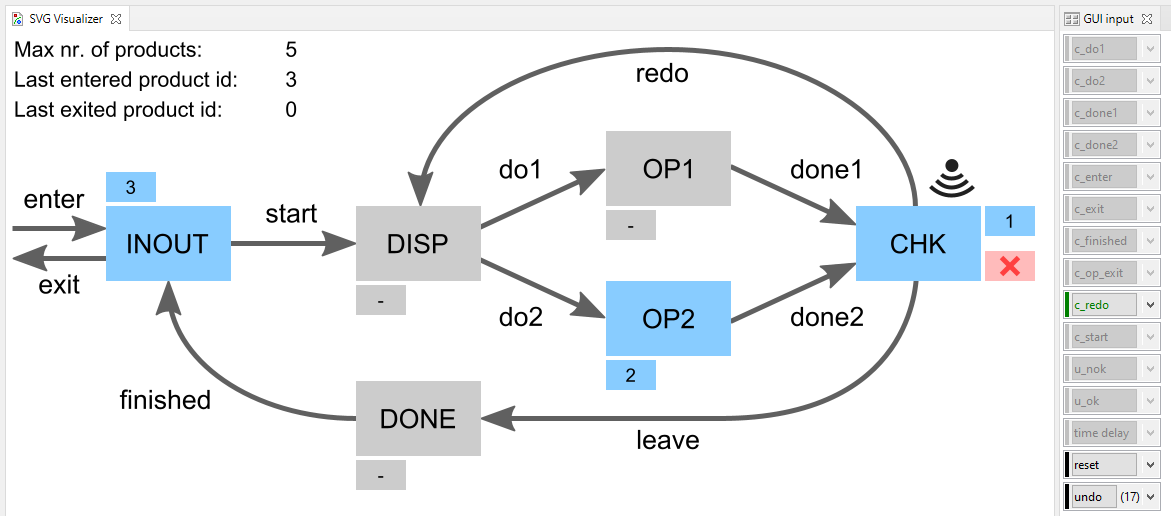 SVG Visualizer
GUI input
Max nr. of products: 5
Last entered product id: 3
Last exited product id: 0
redo
enter
exit
3
INOUT
start
DISP
-
do1
do2
OP1
-
OP2
2
done1
done2
CHK
1
finished
DONE
-
leave
c_do1
c_do2
c_done1
c_done2
c_enter
c_exit
c_finished
c_op_exit
c_redo
c_start
u_nok
u_ok
time delay
reset
undo (17)